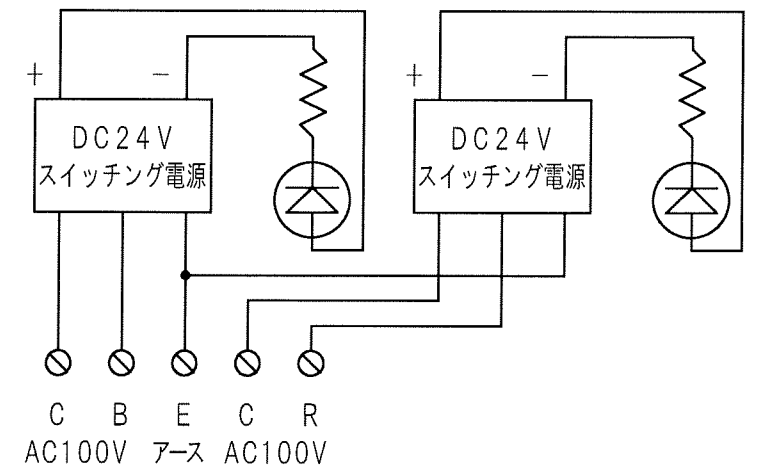 + − + −
DC24V DC24V
スイッチング電源 スイッチング電源
C B E C R
AC100V アース AC100V